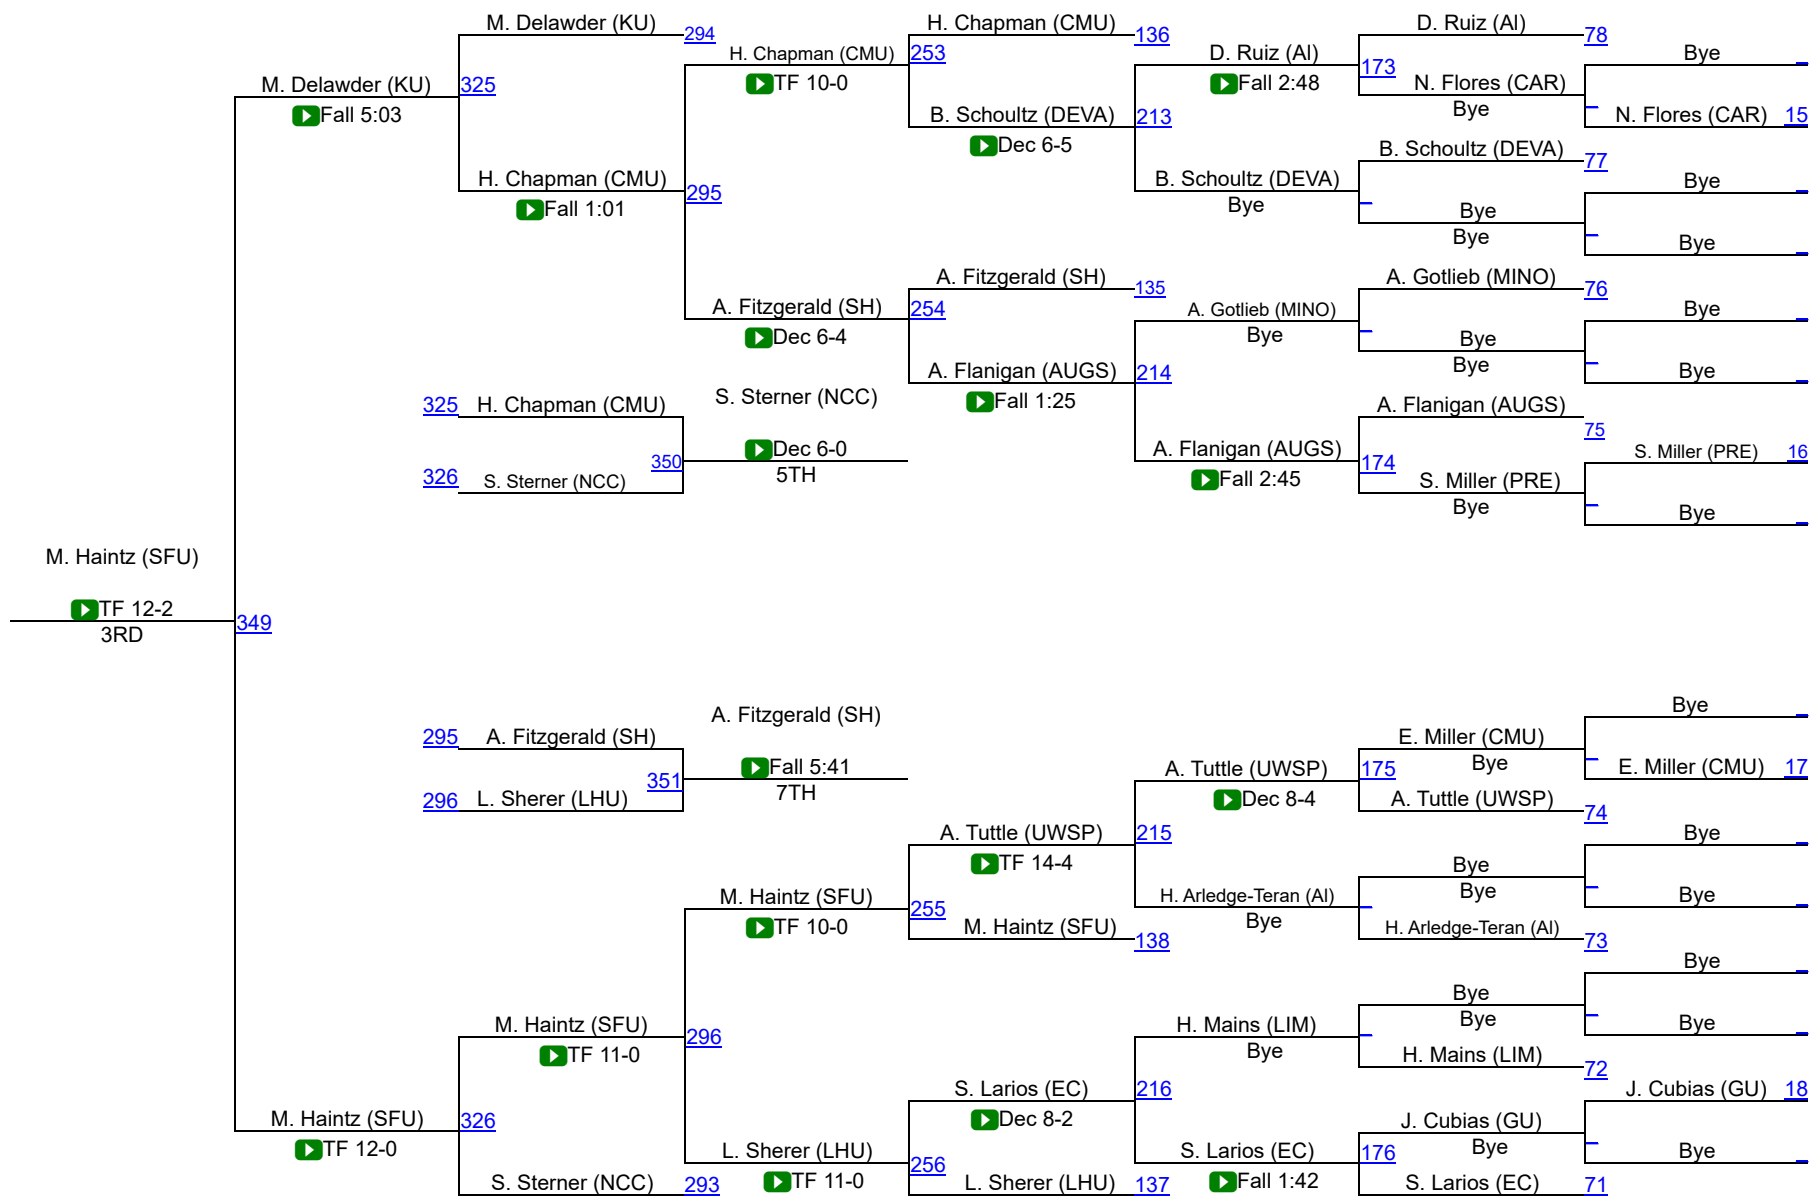 M. Delawder (KU)
294
H. Chapman (CMU)
136
D. Ruiz (AI)
78
H. Chapman (CMU)
253
D. Ruiz (AI)
173
Bye
M. Delawder (KU)
325
TF 10-0
Fall 2:48
N. Flores (CAR)
Fall 5:03
B. Schoultz (DEVA)
213
Bye
N. Flores (CAR)
15
Dec 6-5
B. Schoultz (DEVA)
77
H. Chapman (CMU)
295
B. Schoultz (DEVA)
Bye
Fall 1:01
Bye
Bye
Bye
Bye
A. Fitzgerald (SH)
135
A. Gotlieb (MINO)
76
A. Fitzgerald (SH)
254
A. Gotlieb (MINO)
Bye
Dec 6-4
Bye
Bye
Bye
A. Flanigan (AUGS)
214
Bye
325
H. Chapman (CMU)
S. Sterner (NCC)
Fall 1:25
A. Flanigan (AUGS)
75
350
Dec 6-0
A. Flanigan (AUGS)
174
S. Miller (PRE)
16
326
S. Sterner (NCC)
5TH
Fall 2:45
S. Miller (PRE)
Bye
Bye
M. Haintz (SFU)
TF 12-2
349
3RD
Bye
295
A. Fitzgerald (SH)
A. Fitzgerald (SH)
E. Miller (CMU)
351
Fall 5:41
A. Tuttle (UWSP)
175
Bye
E. Miller (CMU)
17
296
L. Sherer (LHU)
7TH
Dec 8-4
A. Tuttle (UWSP)
74
A. Tuttle (UWSP)
215
Bye
TF 14-4
Bye
M. Haintz (SFU)
255
H. Arledge-Teran (AI)
Bye
Bye
TF 10-0
M. Haintz (SFU)
138
Bye
H. Arledge-Teran (AI)
73
Bye
Bye
M. Haintz (SFU)
296
H. Mains (LIM)
Bye
Bye
TF 11-0
Bye
H. Mains (LIM)
72
S. Larios (EC)
216
J. Cubias (GU)
18
M. Haintz (SFU)
326
Dec 8-2
J. Cubias (GU)
TF 12-0
L. Sherer (LHU)
256
S. Larios (EC)
176
Bye
Bye
S. Sterner (NCC)
293
TF 11-0
L. Sherer (LHU)
137
Fall 1:42
S. Larios (EC)
71